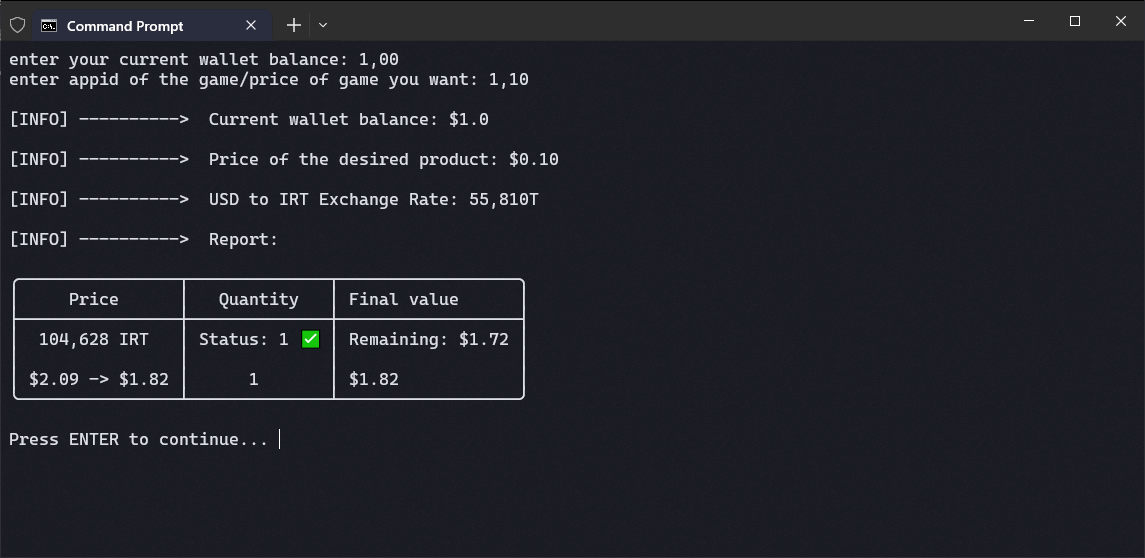 Command Prompt
enter your current wallet balance: 1,00
enter appid of the game/price of game you want: 1,10
[INFO] ----------> Current wallet balance: $1.0
[INFO] ----------> Price of the desired product: $0.10
[INFO] ----------> USD to IRT Exchange Rate: 55,810T
[INFO] ----------> Report:
Price Quantity Final value
104,628 IRT Status: 1 ✅ Remaining: $1.72
$2.09 -> $1.82 1 $1.82
Press ENTER to continue...